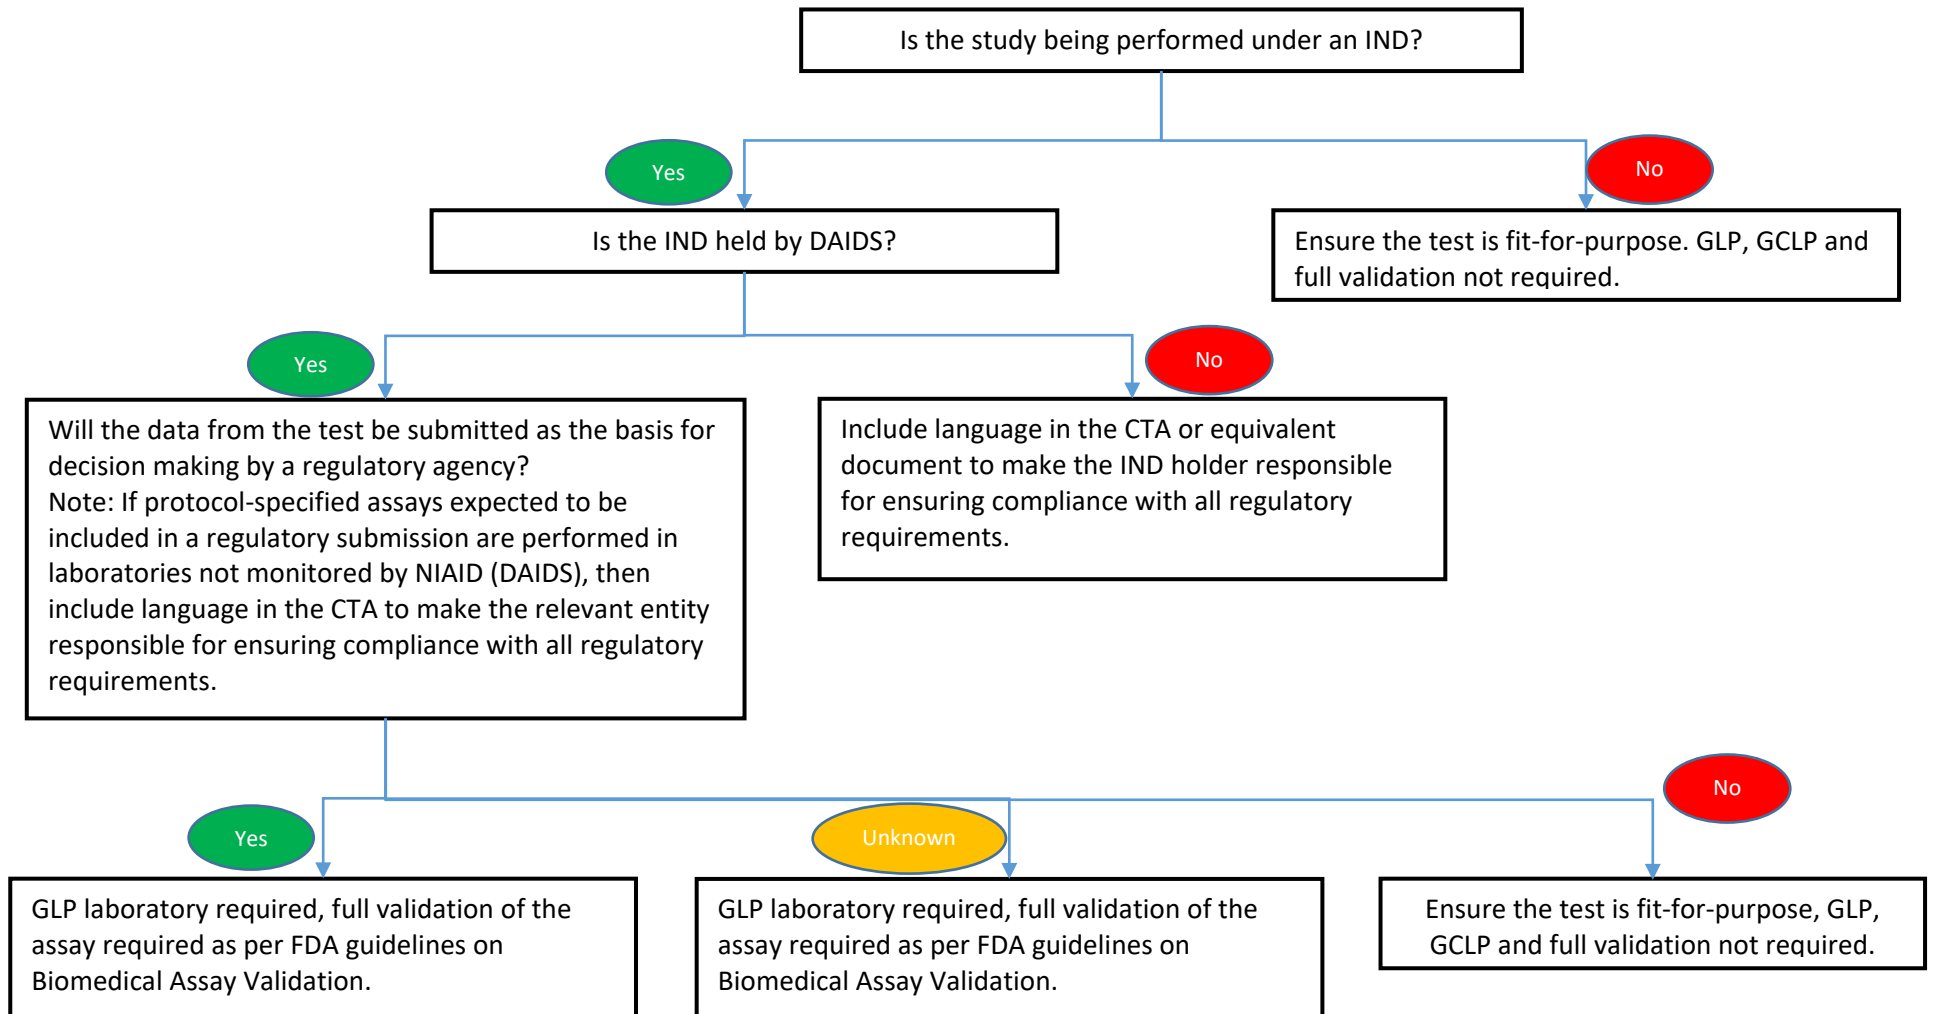 Is the study being performed under an IND?
Yes
No
Is the IND held by DAIDS?
Ensure the test is fit-for-purpose. GLP, GCLP and
full validation not required.
Yes
No
Will the data from the test be submitted as the basis for
decision making by a regulatory agency?
Note: If protocol-specified assays expected to be
included in a regulatory submission are performed in
laboratories not monitored by NIAID (DAIDS), then
include language in the CTA to make the relevant entity
responsible for ensuring compliance with all regulatory
requirements.
Include language in the CTA or equivalent
document to make the IND holder responsible
for ensuring compliance with all regulatory
requirements.
Yes
Unknown
No
GLP laboratory required, full validation of the
assay required as per FDA guidelines on
Biomedical Assay Validation.
GLP laboratory required, full validation of the
assay required as per FDA guidelines on
Biomedical Assay Validation.
Ensure the test is fit-for-purpose, GLP,
GCLP and full validation not required.